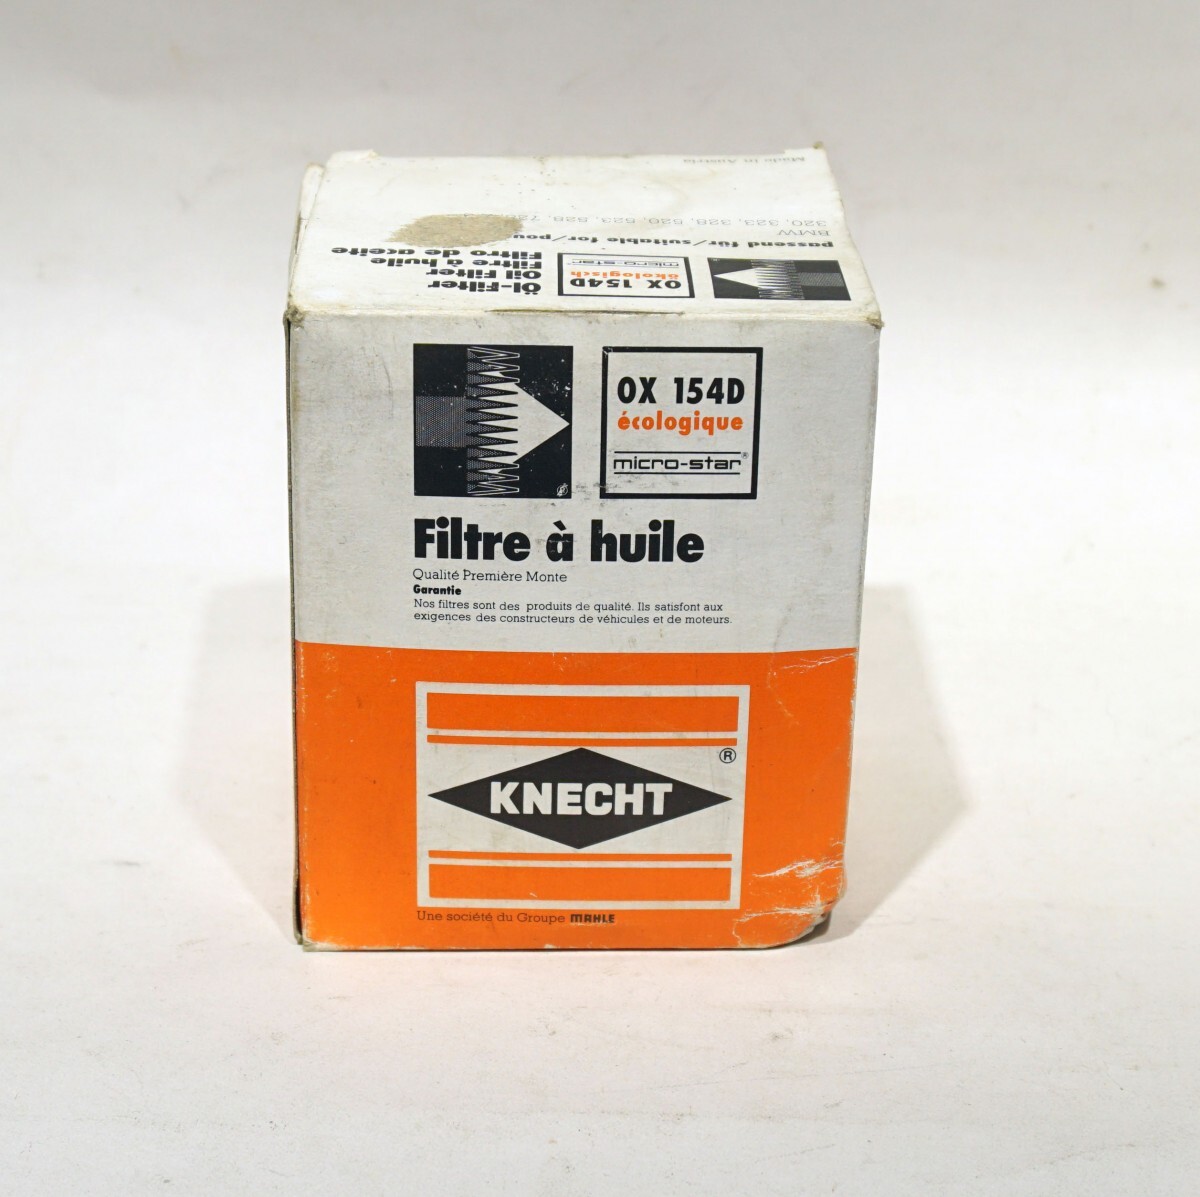 Made in Austria
320, 323, 328, 520, 523, 528,
BMW
passend für/suitable for/
Öl-Filter
Oil Filter
Filtre à huile
Filtro de aceite
OX 154D
ökologisch
micro-star
OX 154D
écologique
micro-star®
Filtre à huile
Qualité Première Monte
Garantie
Nos filtres sont des produits de qualité. Ils satisfont aux
exigences des constructeurs de véhicules et de moteurs.
KNECHT ®
Une société du Groupe MAHLE